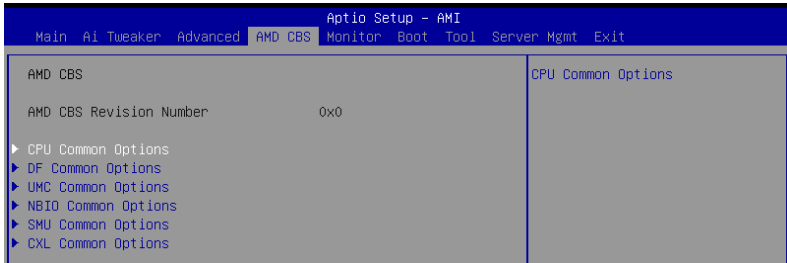 Aptio Setup – AMI
Main Ai Tweaker Advanced AMD CBS Monitor Boot Tool Server Mgmt Exit
AMD CBS
AMD CBS Revision Number 0x0
CPU Common Options
DF Common Options
UMC Common Options
NBIO Common Options
SMU Common Options
CXL Common Options
CPU Common Options